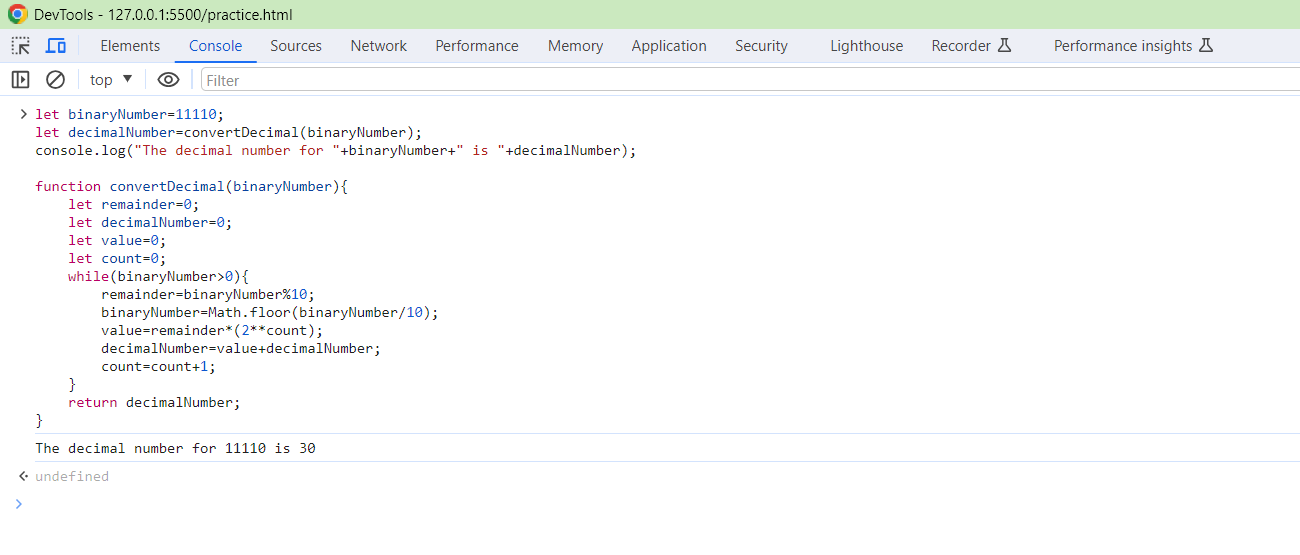 DevTools - 127.0.0.1:5500/practice.html
Elements Console Sources Network Performance Memory Application Security Lighthouse Recorder Performance insights
top Filter
let binaryNumber=11110;
let decimalNumber=convertDecimal(binaryNumber);
console.log("The decimal number for "+binaryNumber+" is "+decimalNumber);
function convertDecimal(binaryNumber){
    let remainder=0;
    let decimalNumber=0;
    let value=0;
    let count=0;
    while(binaryNumber>0){
        remainder=binaryNumber%10;
        binaryNumber=Math.floor(binaryNumber/10);
        value=remainder*(2**count);
        decimalNumber=value+decimalNumber;
        count=count+1;
    }
    return decimalNumber;
}
The decimal number for 11110 is 30
undefined